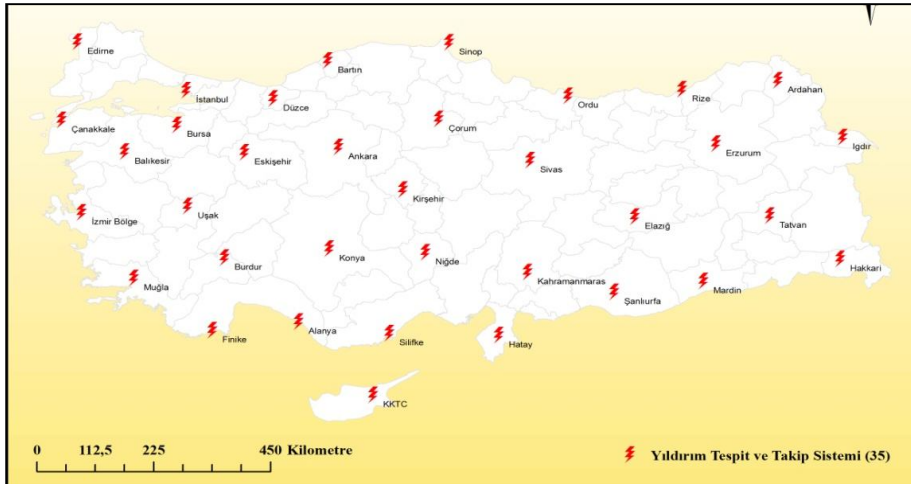 Edirne
Sinop
Bartın
Ardahan
İstanbul
Düzce
Ordu
Rize
Çanakkale
Bursa
Çorum
Iğdır
Balıkesir
Eskişehir
Ankara
Sivas
Erzurum
Kirşehir
İzmir Bölge
Uşak
Elazığ
Tatvan
Burdur
Konya
Niğde
Hakkari
Muğla
Kahramanmaras
Şanlıurfa
Mardin
Finike
Alanya
Silifke
Hatay
KKTC
0 112,5 225 450 Kilometre
Yıldırım Tespit ve Takip Sistemi (35)